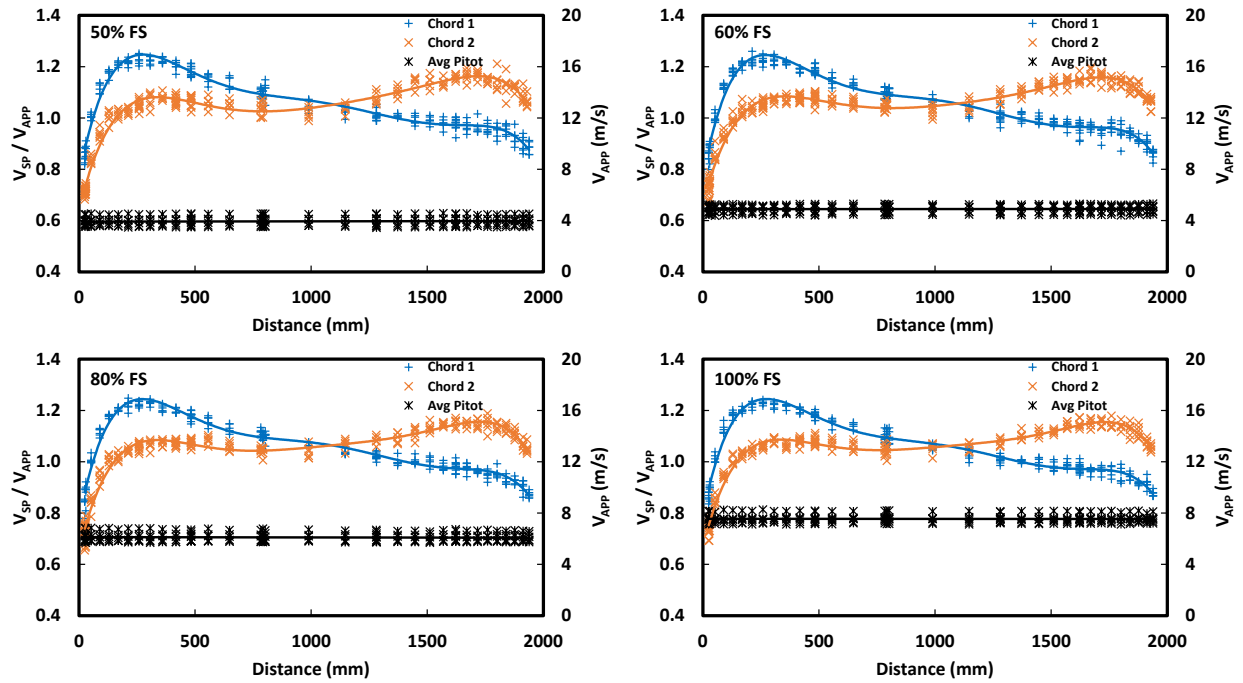 50% FS
Chord 1
Chord 2
Avg Pitot
V_SP / V_APP
V_APP (m/s)
1.4
1.2
1.0
0.8
0.6
0.4
20
16
12
8
4
0
0 500 1000 1500 2000
Distance (mm)
60% FS
Chord 1
Chord 2
Avg Pitot
V_SP / V_APP
V_APP (m/s)
1.4
1.2
1.0
0.8
0.6
0.4
20
16
12
8
4
0
0 500 1000 1500 2000
Distance (mm)
80% FS
Chord 1
Chord 2
Avg Pitot
V_SP / V_APP
V_APP (m/s)
1.4
1.2
1.0
0.8
0.6
0.4
20
16
12
8
4
0
0 500 1000 1500 2000
Distance (mm)
100% FS
Chord 1
Chord 2
Avg Pitot
V_SP / V_APP
V_APP (m/s)
1.4
1.2
1.0
0.8
0.6
0.4
20
16
12
8
4
0
0 500 1000 1500 2000
Distance (mm)